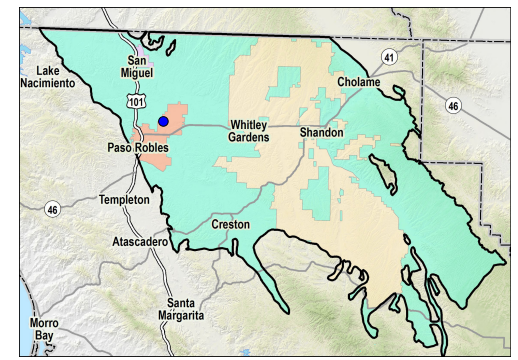 Lake
Nacimiento
San
Miguel
41
Cholame
101
46
Whitley
Gardens
Shandon
Paso Robles
Templeton
46
Creston
Atascadero
Santa
Margarita
Morro
Bay